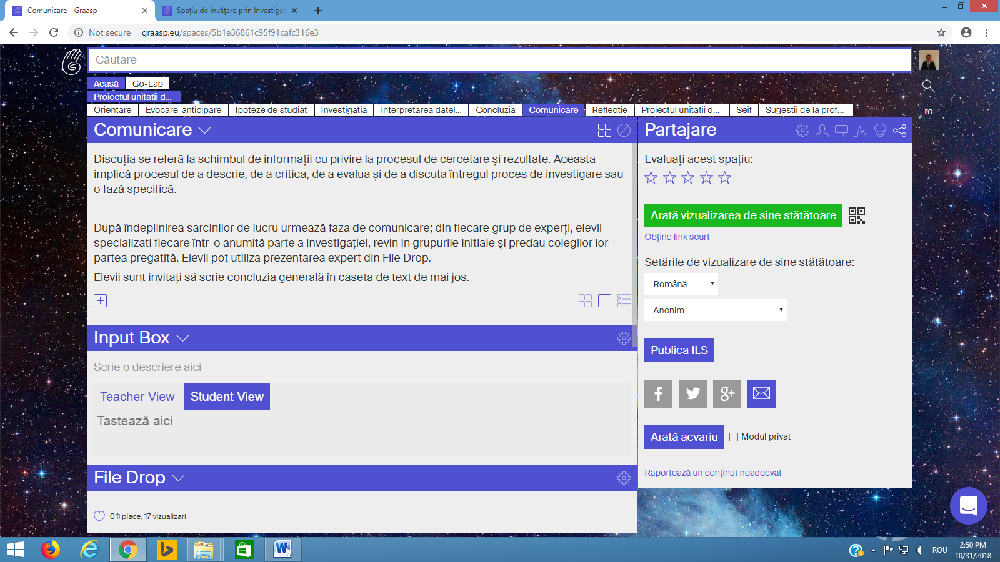 Comunicare - Graasp
Spațiu de Învățare prin Investiga
Not secure
graasp.eu/spaces/5b1e36861c95f91cafc316e3
Căutare
Acasă
Go-Lab
Proiectul unitatii d...
Orientare
Evocare-anticipare
Ipoteze de studiat
Investigatia
Interpretarea datel...
Concluzia
Comunicare
Reflectie
Proiectul unitatii d...
Seif
Sugestii de la prof...
ro
Comunicare
Discuția se referă la schimbul de informații cu privire la procesul de cercetare și rezultate. Aceasta
implică procesul de a descrie, de a critica, de a evalua și de a discuta întregul proces de investigare sau
o fază specifică.
După îndeplinirea sarcinilor de lucru urmează faza de comunicare; din fiecare grup de experți, elevii
specializati fiecare într-o anumită parte a investigației, revin in grupurile initiale şi predau colegilor lor
partea pregatită. Elevii pot utiliza prezentarea expert din File Drop.
Elevii sunt invitați să scrie concluzia generală în caseta de text de mai jos.
Input Box
Scrie o descriere aici
Teacher View
Student View
Tastează aici
File Drop
0 îi place, 17 vizualizari
Partajare
Evaluați acest spațiu:
Arată vizualizarea de sine stătătoare
Obține link scurt
Setările de vizualizare de sine stătătoare:
Română
Anonim
Publica ILS
Arată acvariu
Modul privat
Raportează un conținut neadecvat
ROU
2:50 PM
10/31/2018